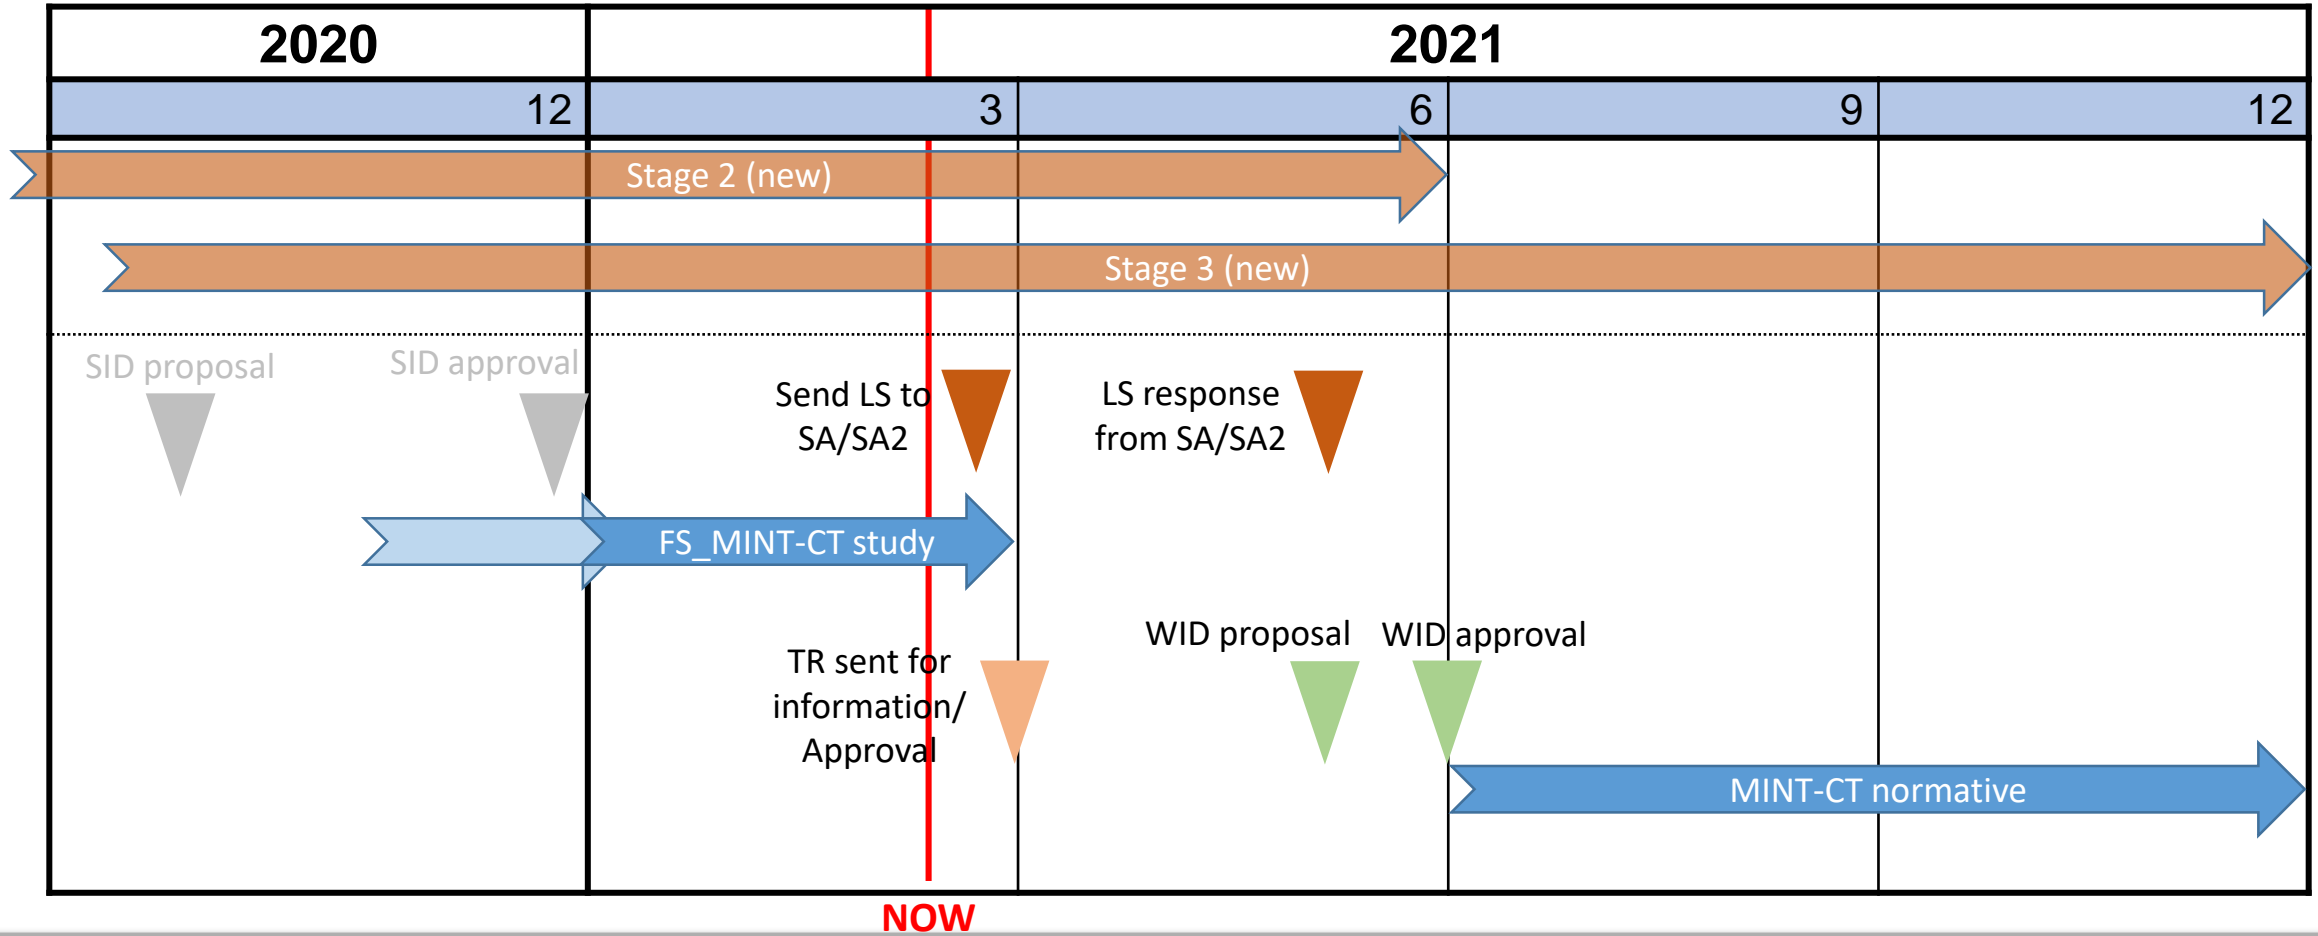 2020
2021
12
3
6
9
12
Stage 2 (new)
Stage 3 (new)
SID proposal
SID approval
Send LS to
SA/SA2
LS response
from SA/SA2
FS_MINT-CT study
TR sent for
information/
Approval
WID proposal
WID approval
MINT-CT normative
NOW